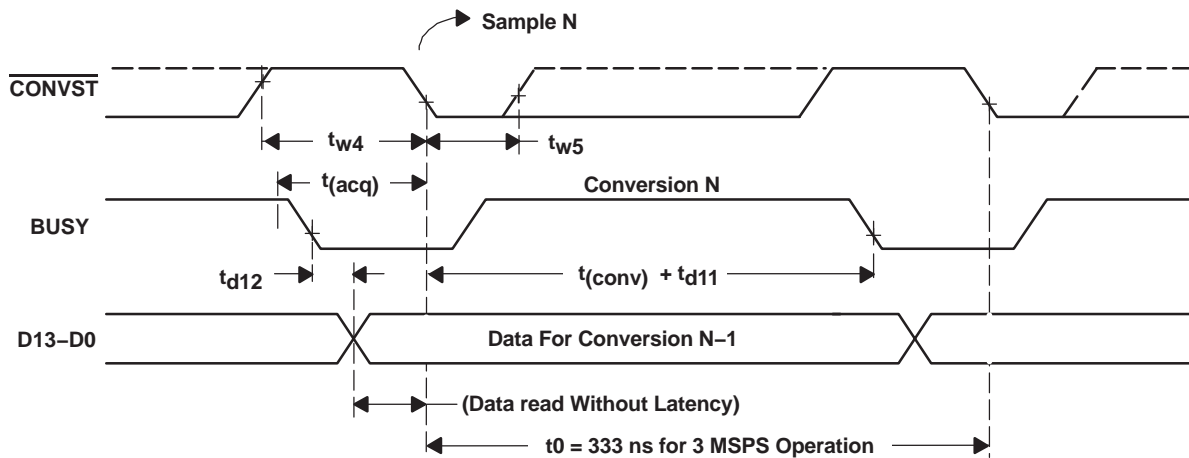 Sample N
CONVST
tw4
tw5
t(acq)
Conversion N
BUSY
td12
t(conv) + td11
D13–D0
Data For Conversion N–1
(Data read Without Latency)
t0 = 333 ns for 3 MSPS Operation